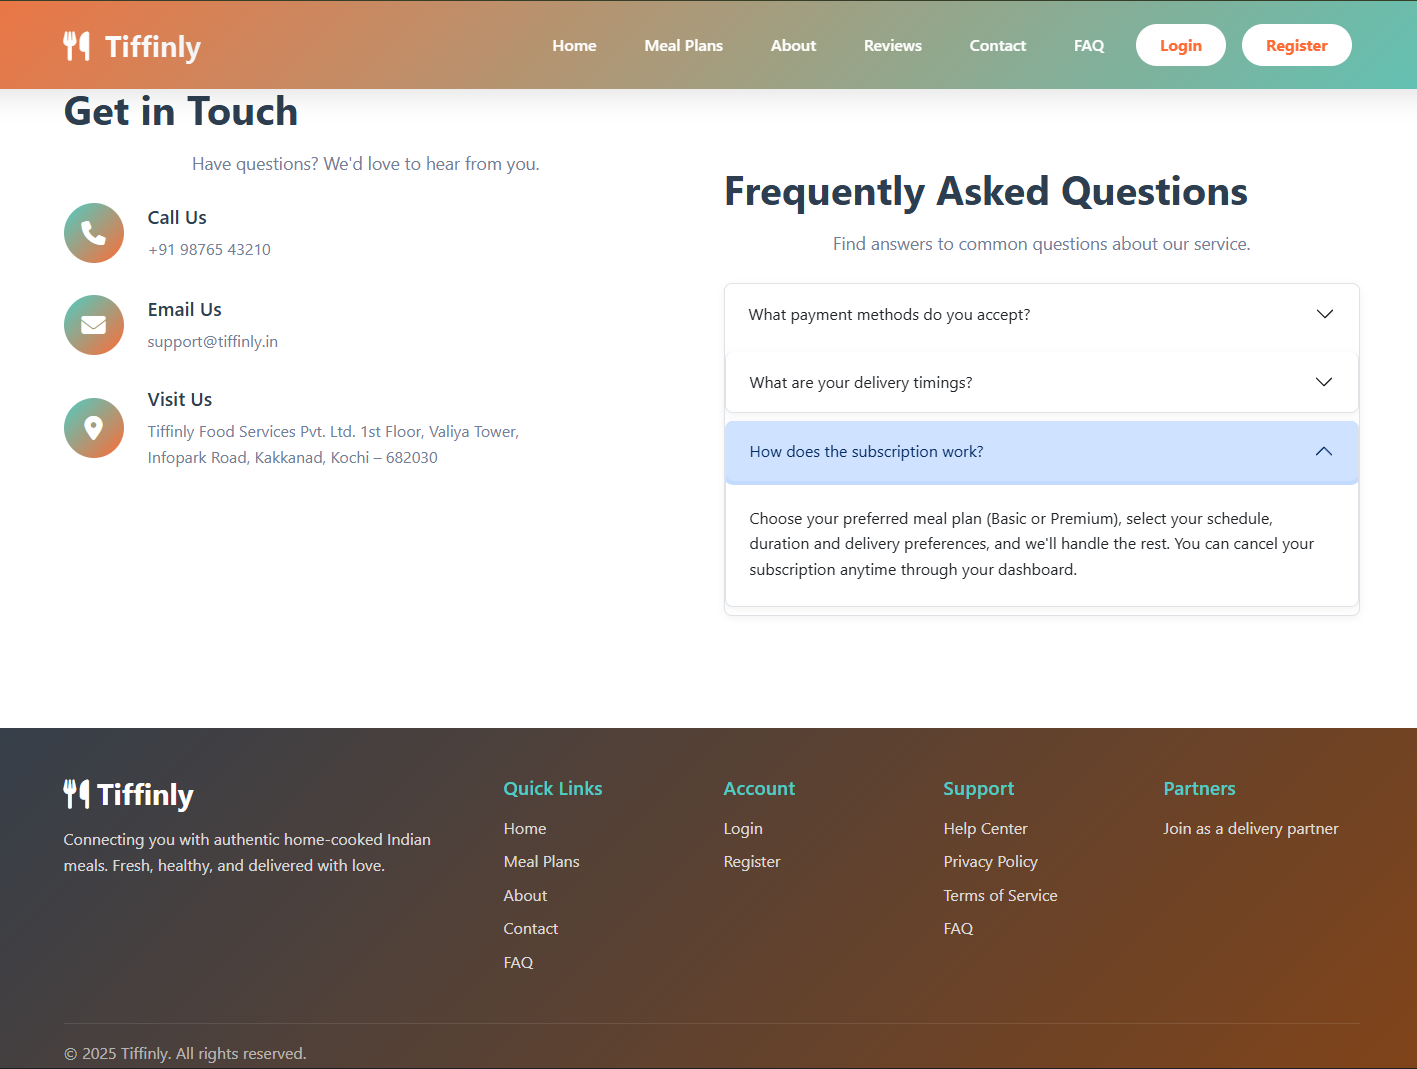 Tiffinly
Home
Meal Plans
About
Reviews
Contact
FAQ
Login
Register
Get in Touch
Have questions? We'd love to hear from you.
Call Us
+91 98765 43210
Email Us
support@tiffinly.in
Visit Us
Tiffinly Food Services Pvt. Ltd. 1st Floor, Valiya Tower,
Infopark Road, Kakkanad, Kochi – 682030
Frequently Asked Questions
Find answers to common questions about our service.
What payment methods do you accept?
What are your delivery timings?
How does the subscription work?
Choose your preferred meal plan (Basic or Premium), select your schedule,
duration and delivery preferences, and we'll handle the rest. You can cancel your
subscription anytime through your dashboard.
Tiffinly
Connecting you with authentic home-cooked Indian
meals. Fresh, healthy, and delivered with love.
Quick Links
Home
Meal Plans
About
Contact
FAQ
Account
Login
Register
Support
Help Center
Privacy Policy
Terms of Service
FAQ
Partners
Join as a delivery partner
© 2025 Tiffinly. All rights reserved.